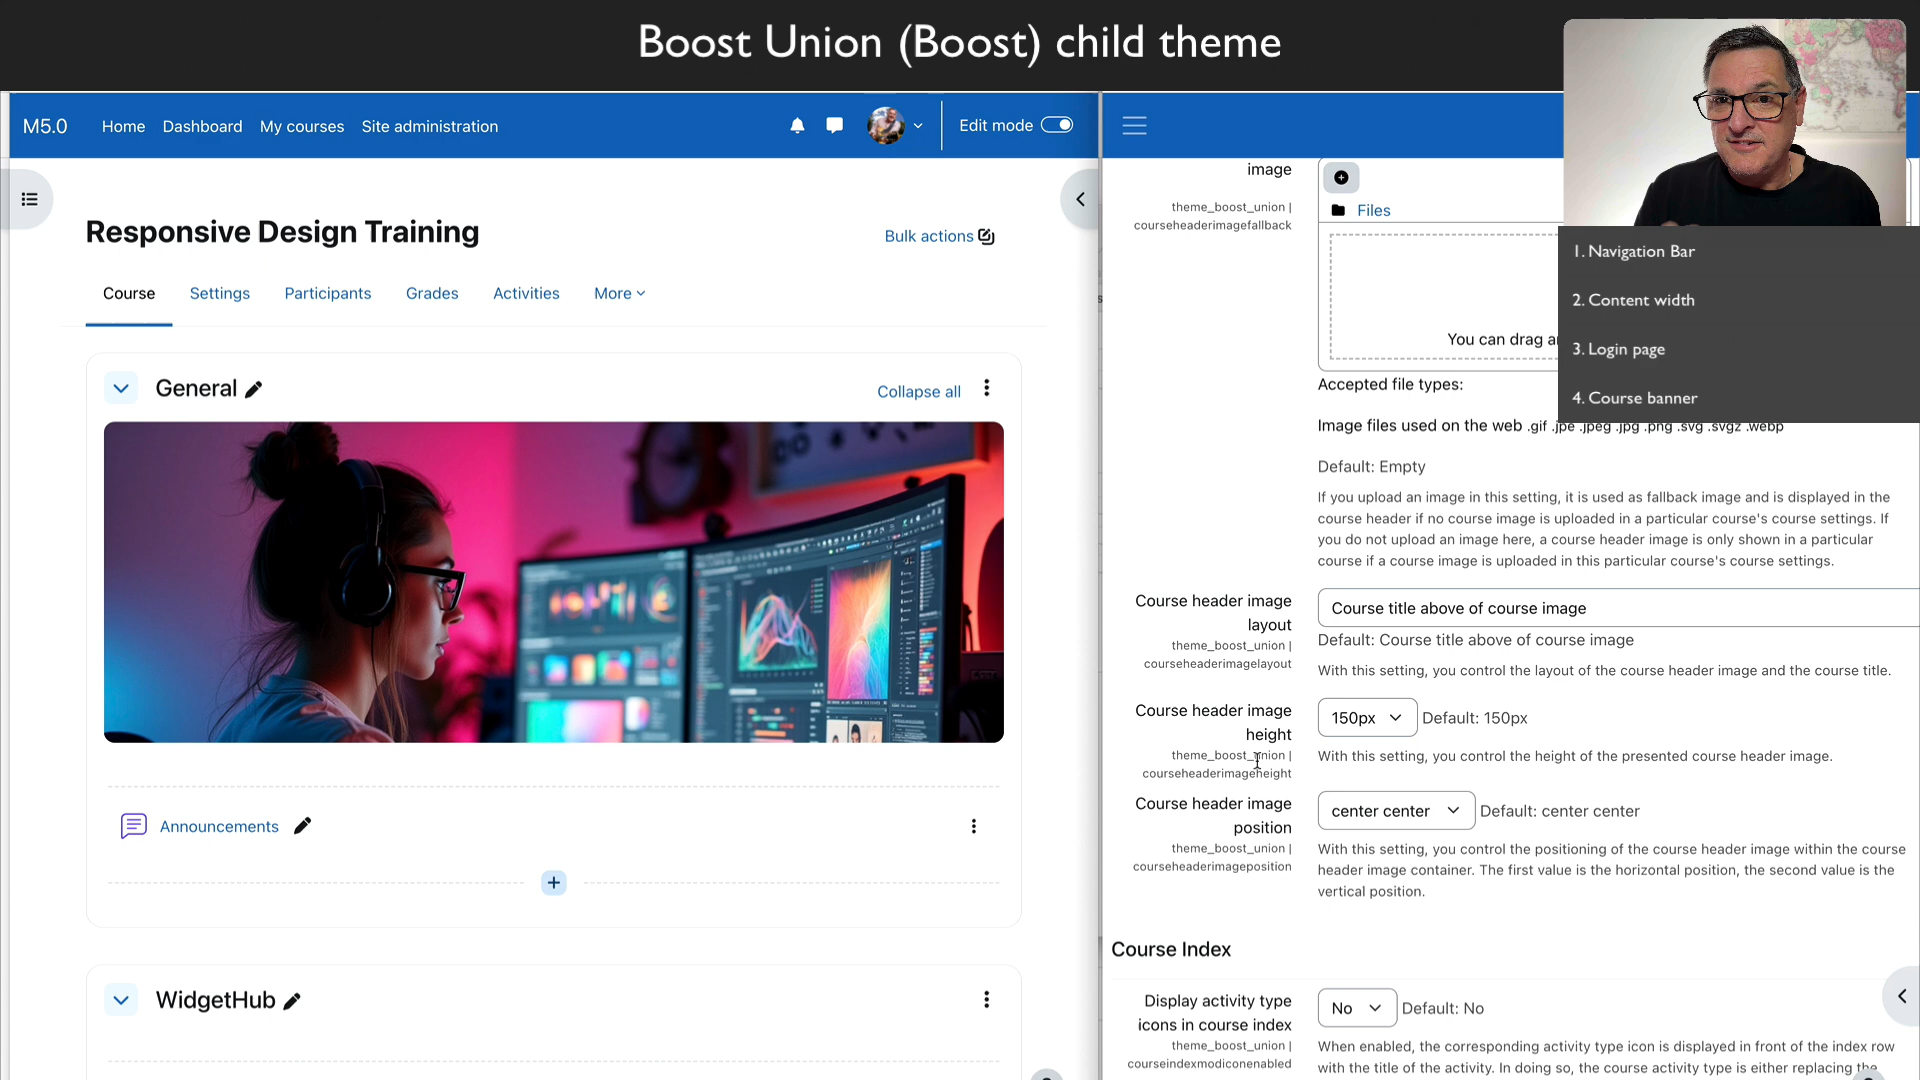 Boost Union (Boost) child theme
M5.0
Home
Dashboard
My courses
Site administration
Edit mode
Responsive Design Training
Bulk actions
Course
Settings
Participants
Grades
Activities
More
General
Collapse all
Announcements
WidgetHub
image
theme_boost_union |
courseheaderimagefallback
Files
You can drag
Accepted file types:
Image files used on the web .gif .jpe .jpeg .jpg .png .svg .svgz .webp
Default: Empty
If you upload an image in this setting, it is used as fallback image and is displayed in the
course header if no course image is uploaded in a particular course's course settings. If
you do not upload an image here, a course header image is only shown in a particular
course if a course image is uploaded in this particular course's course settings.
Course header image
layout
theme_boost_union |
courseheaderimagelayout
Course title above of course image
Default: Course title above of course image
With this setting, you control the layout of the course header image and the course title.
Course header image
height
theme_boost_union |
courseheaderimageheight
150px
Default: 150px
With this setting, you control the height of the presented course header image.
Course header image
position
theme_boost_union |
courseheaderimageposition
center center
Default: center center
With this setting, you control the positioning of the course header image within the course
header image container. The first value is the horizontal position, the second value is the
vertical position.
Course Index
Display activity type
icons in course index
theme_boost_union |
courseindexmodiconenabled
No
Default: No
When enabled, the corresponding activity type icon is displayed in front of the index row
with the title of the activity. In doing so, the course activity type is either replacing the
1. Navigation Bar
2. Content width
3. Login page
4. Course banner